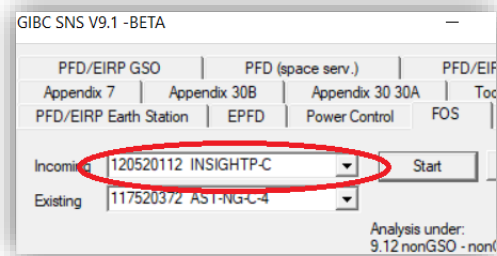 GIBC SNS V9.1 -BETA
PFD/EIRP GSO PFD (space serv.)
Appendix 7 Appendix 30B Appendix 30 30A
PFD/EIRP Earth Station EPFD Power Control FOS
Incoming 120520112 INSIGHTP-C Start
Existing 117520372 AST-NG-C-4
Analysis under:
9.12 nonGSO -